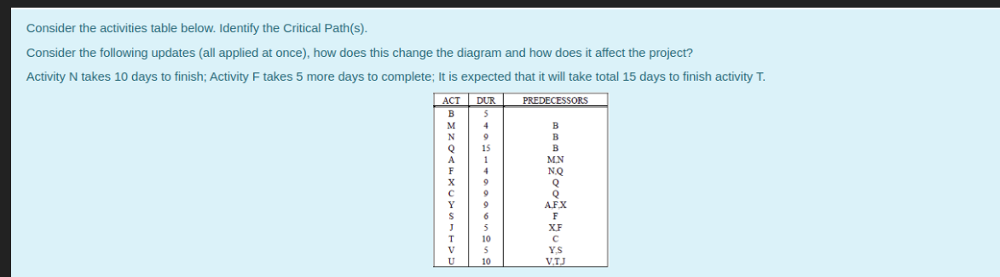 Consider the activities table below. Identify the Critical Path(s).
Consider the following updates (all applied at once), how does this change the diagram and how does it affect the project?
Activity N takes 10 days to finish; Activity F takes 5 more days to complete; It is expected that it will take total 15 days to finish activity T.
ACT DUR PREDECESSORS
B 5
M 4 B
N 9 B
Q 15 B
A 1 M,N
F 4 N,Q
X 9 Q
C 9 Q
Y 9 A,F,X
S 6 F
J 5 X,F
T 10 C
V 5 Y,S
U 10 V,T,J